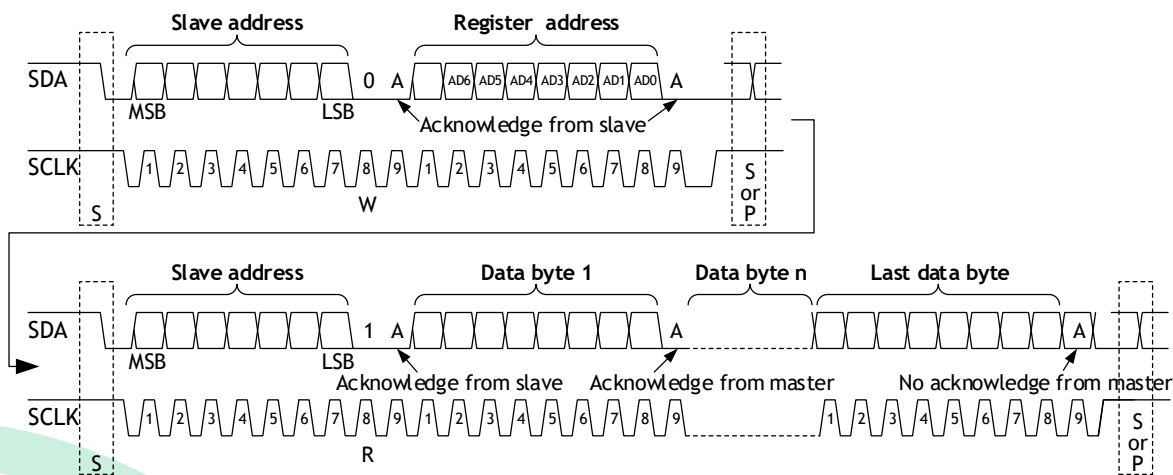 Slave address Register address
SDA 0 A AD6 AD5 AD4 AD3 AD2 AD1 AD0 A
MSB LSB Acknowledge from slave
SCLK 1 2 3 4 5 6 7 8 9 1 2 3 4 5 6 7 8 9
S W S or P
Slave address Data byte 1 Data byte n Last data byte
SDA 1 A A A
MSB LSB Acknowledge from slave Acknowledge from master No acknowledge from master
SCLK 1 2 3 4 5 6 7 8 9 1 2 3 4 5 6 7 8 9 1 2 3 4 5 6 7 8 9
S R S or P